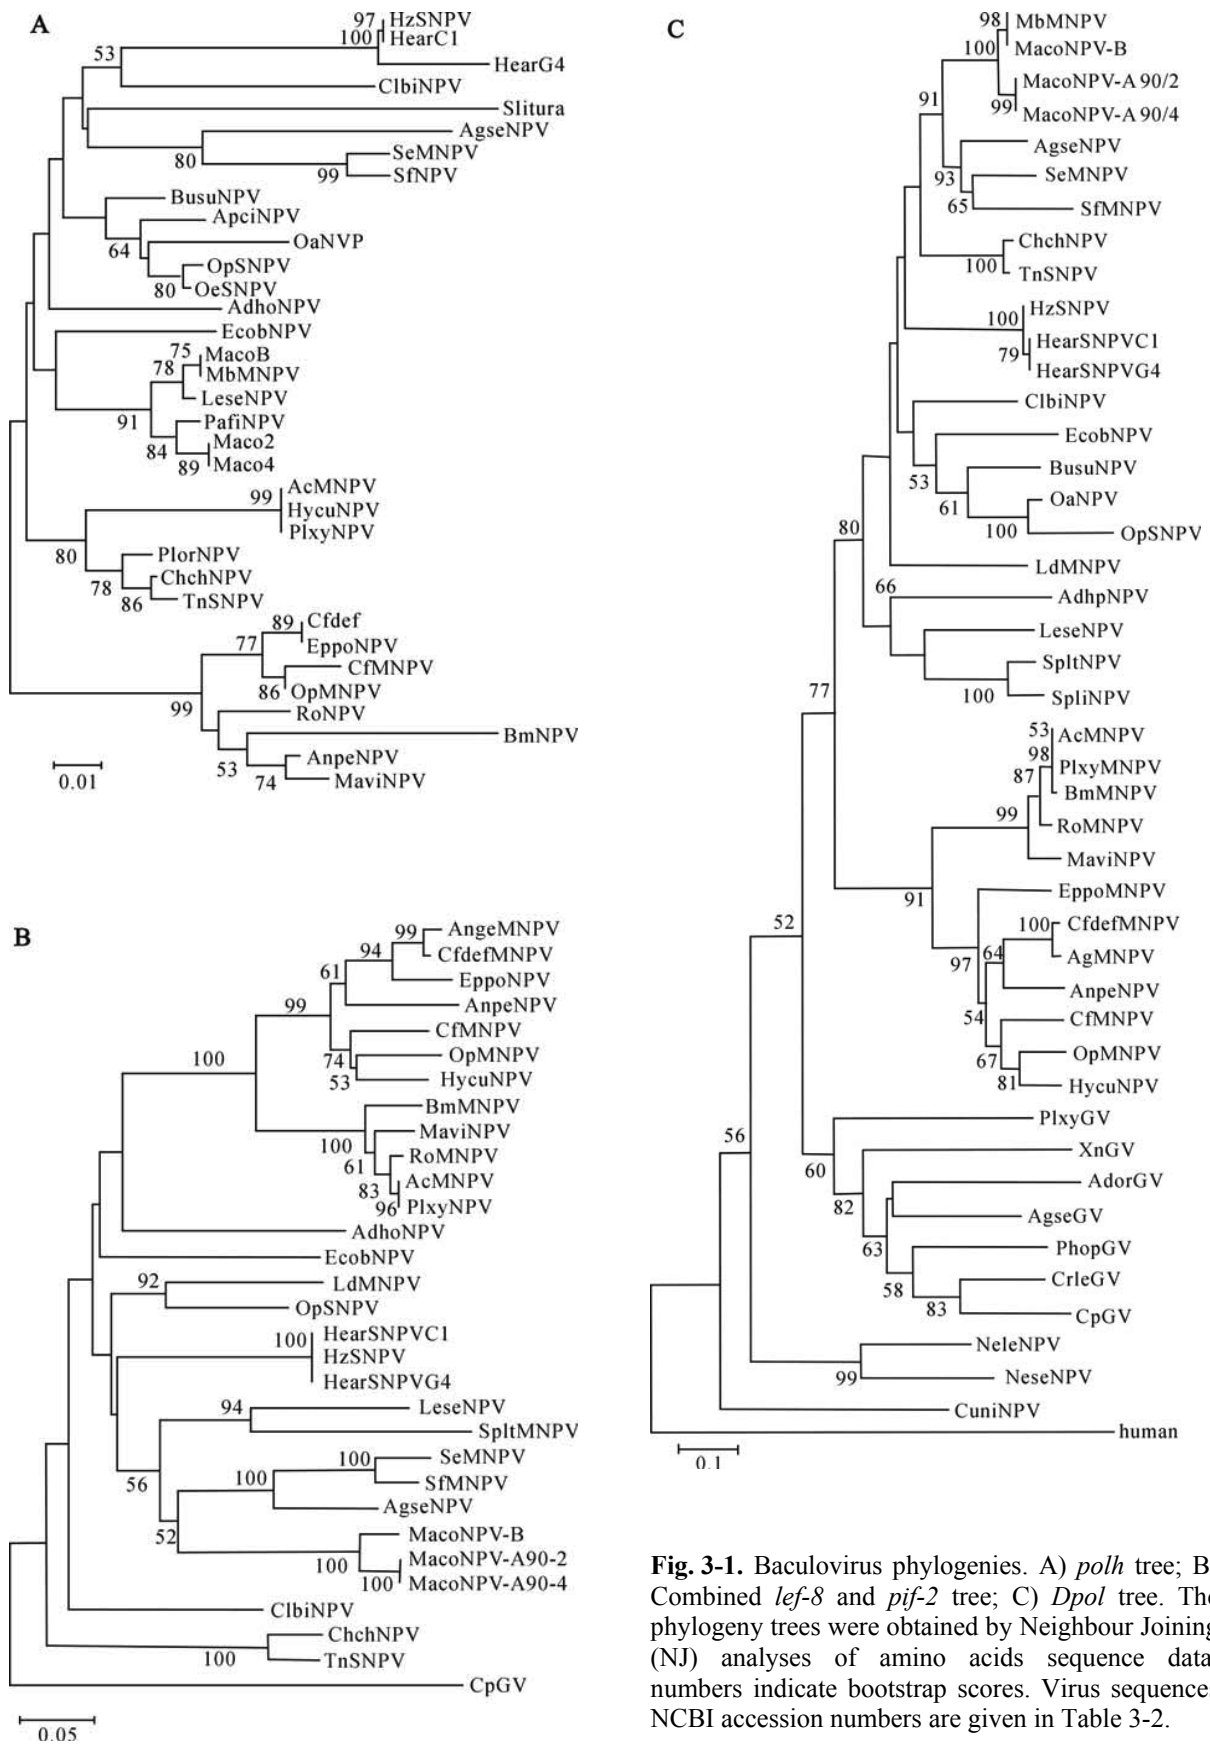 A
97
HzSNPV
100
HearC1
53
HearG4
ClbiNPV
Slitura
AgseNPV
80
SeMNPV
99
SfNPV
BusuNPV
ApciNPV
64
OaNVP
OpSNPV
80
OeSNPV
AdhoNPV
EcobNPV
75
MacoB
78
MbMNPV
LeseNPV
91
PafiNPV
84
Maco2
89
Maco4
99
AcMNPV
HycuNPV
PlxyNPV
80
PlorNPV
78
ChchNPV
86
TnSNPV
89
Cfdef
77
EppoNPV
CfMNPV
86
OpMNPV
99
RoNPV
BmNPV
53
AnpeNPV
74
MaviNPV
0.01
B
99
AngeMNPV
94
CfdefMNPV
61
EppoNPV
99
AnpeNPV
CfMNPV
74
OpMNPV
53
HycuNPV
100
BmMNPV
100
MaviNPV
61
RoMNPV
83
AcMNPV
96
PlxyNPV
AdhoNPV
EcobNPV
92
LdMNPV
OpSNPV
100
HearSNPVC1
HzSNPV
HearSNPVG4
94
LeseNPV
SpltMNPV
56
100
SeMNPV
100
SfMNPV
AgseNPV
52
MacoNPV-B
100
MacoNPV-A90-2
100
MacoNPV-A90-4
ClbiNPV
ChchNPV
100
TnSNPV
CpGV
0.05
C
98
MbMNPV
100
MacoNPV-B
MacoNPV-A 90/2
99
MacoNPV-A 90/4
91
AgseNPV
93
SeMNPV
65
SfMNPV
ChchNPV
100
TnSNPV
HzSNPV
100
HearSNPVC1
79
HearSNPVG4
ClbiNPV
EcobNPV
53
BusuNPV
61
OaNPV
100
OpSNPV
80
LdMNPV
66
AdhpNPV
LeseNPV
SpltNPV
100
SpliNPV
77
53
AcMNPV
98
PlxyMNPV
87
BmMNPV
99
RoMNPV
MaviNPV
91
EppoMNPV
52
100
CfdefMNPV
64
AgMNPV
97
AnpeNPV
54
CfMNPV
67
OpMNPV
81
HycuNPV
PlxyGV
56
60
XnGV
82
AdorGV
AgseGV
63
PhopGV
58
CrleGV
83
CpGV
NeleNPV
99
NeseNPV
CuniNPV
human
0.1
Fig. 3-1. Baculovirus phylogenies. A) polh tree; B
Combined lef-8 and pif-2 tree; C) Dpol tree. The
phylogeny trees were obtained by Neighbour Joining
(NJ) analyses of amino acids sequence data
numbers indicate bootstrap scores. Virus sequence
NCBI accession numbers are given in Table 3-2.